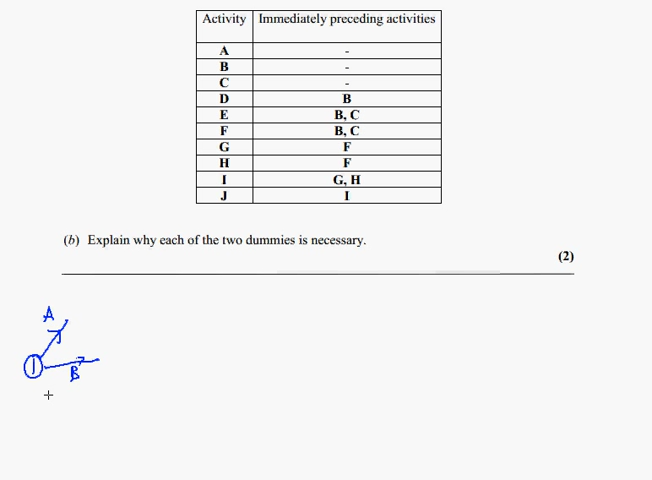 Activity Immediately preceding activities
A -
B -
C -
D B
E B, C
F B, C
G F
H F
I G, H
J I
(b) Explain why each of the two dummies is necessary.
(2)
A
1
B